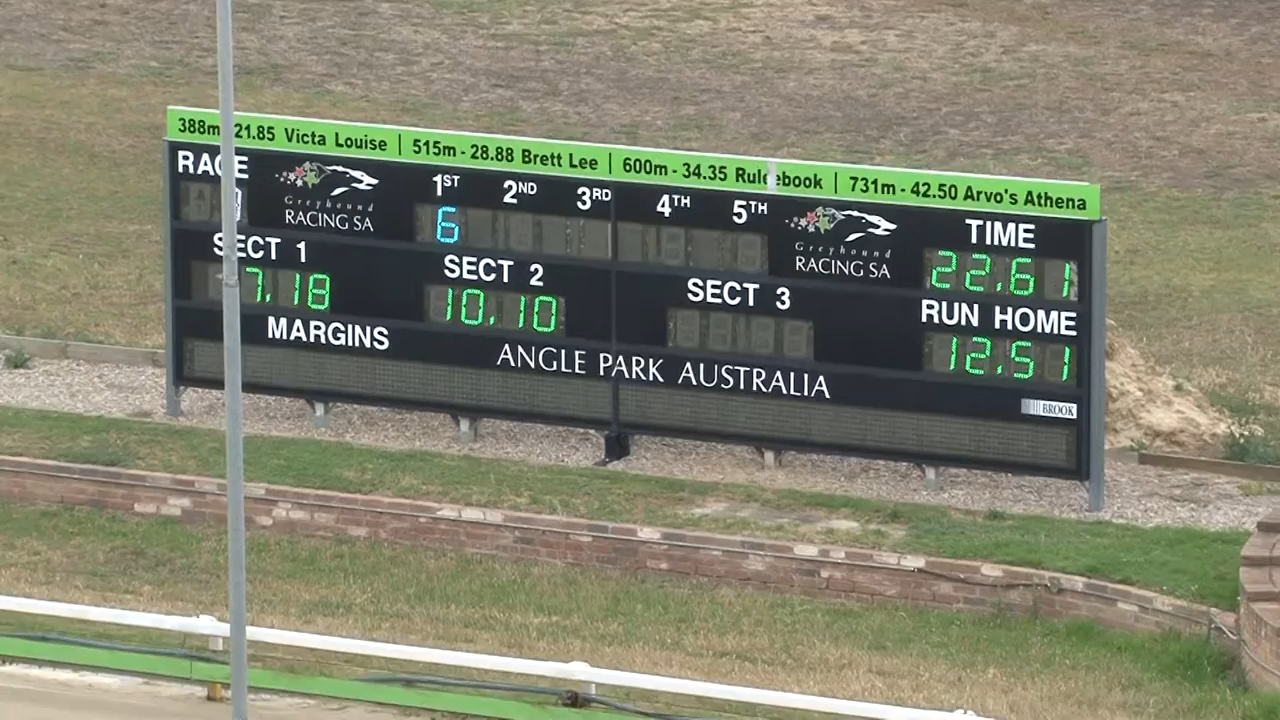 388m 21.85 Victa Louise | 515m - 28.88 Brett Lee | 600m - 34.35 Rulebook | 731m - 42.50 Arvo's Athena
RACE
Greyhound
RACING SA
1ST 2ND 3RD 4TH 5TH
6
Greyhound
RACING SA
TIME
22.61
SECT 1
7.18
SECT 2
10.10
SECT 3
RUN HOME
12.51
MARGINS
ANGLE PARK AUSTRALIA
BROOK